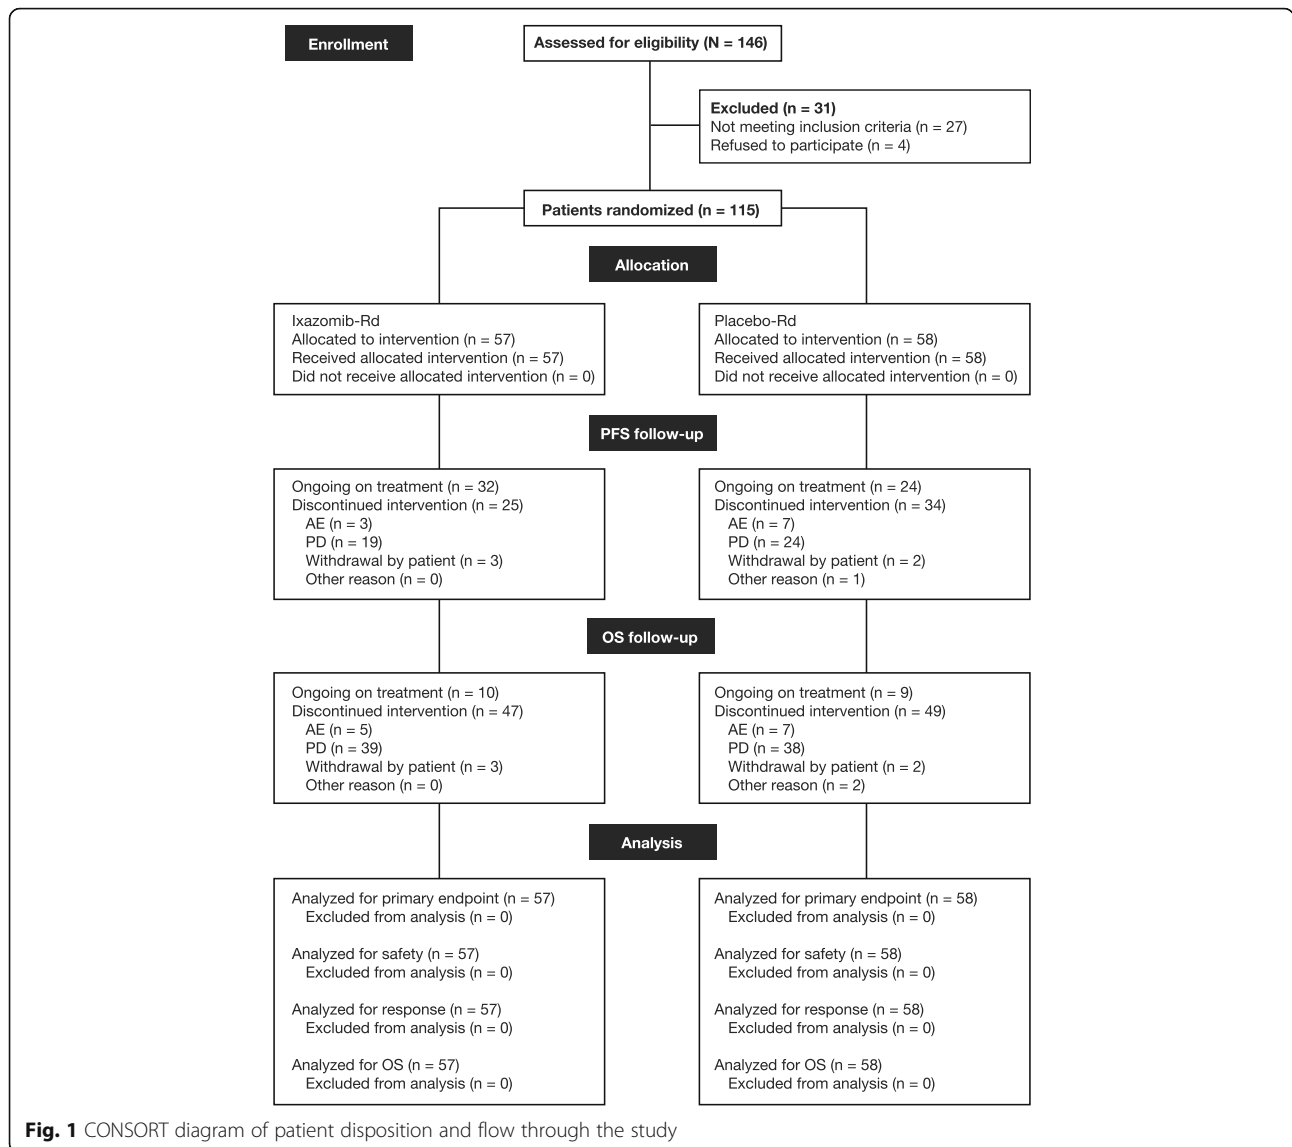 Enrollment
Assessed for eligibility (N = 146)
Excluded (n = 31)
Not meeting inclusion criteria (n = 27)
Refused to participate (n = 4)
Patients randomized (n = 115)
Allocation
Ixazomib-Rd
Allocated to intervention (n = 57)
Received allocated intervention (n = 57)
Did not receive allocated intervention (n = 0)
Placebo-Rd
Allocated to intervention (n = 58)
Received allocated intervention (n = 58)
Did not receive allocated intervention (n = 0)
PFS follow-up
Ongoing on treatment (n = 32)
Discontinued intervention (n = 25)
AE (n = 3)
PD (n = 19)
Withdrawal by patient (n = 3)
Other reason (n = 0)
Ongoing on treatment (n = 24)
Discontinued intervention (n = 34)
AE (n = 7)
PD (n = 24)
Withdrawal by patient (n = 2)
Other reason (n = 1)
OS follow-up
Ongoing on treatment (n = 10)
Discontinued intervention (n = 47)
AE (n = 5)
PD (n = 39)
Withdrawal by patient (n = 3)
Other reason (n = 0)
Ongoing on treatment (n = 9)
Discontinued intervention (n = 49)
AE (n = 7)
PD (n = 38)
Withdrawal by patient (n = 2)
Other reason (n = 2)
Analysis
Analyzed for primary endpoint (n = 57)
Excluded from analysis (n = 0)
Analyzed for safety (n = 57)
Excluded from analysis (n = 0)
Analyzed for response (n = 57)
Excluded from analysis (n = 0)
Analyzed for OS (n = 57)
Excluded from analysis (n = 0)
Analyzed for primary endpoint (n = 58)
Excluded from analysis (n = 0)
Analyzed for safety (n = 58)
Excluded from analysis (n = 0)
Analyzed for response (n = 58)
Excluded from analysis (n = 0)
Analyzed for OS (n = 58)
Excluded from analysis (n = 0)
Fig. 1 CONSORT diagram of patient disposition and flow through the study